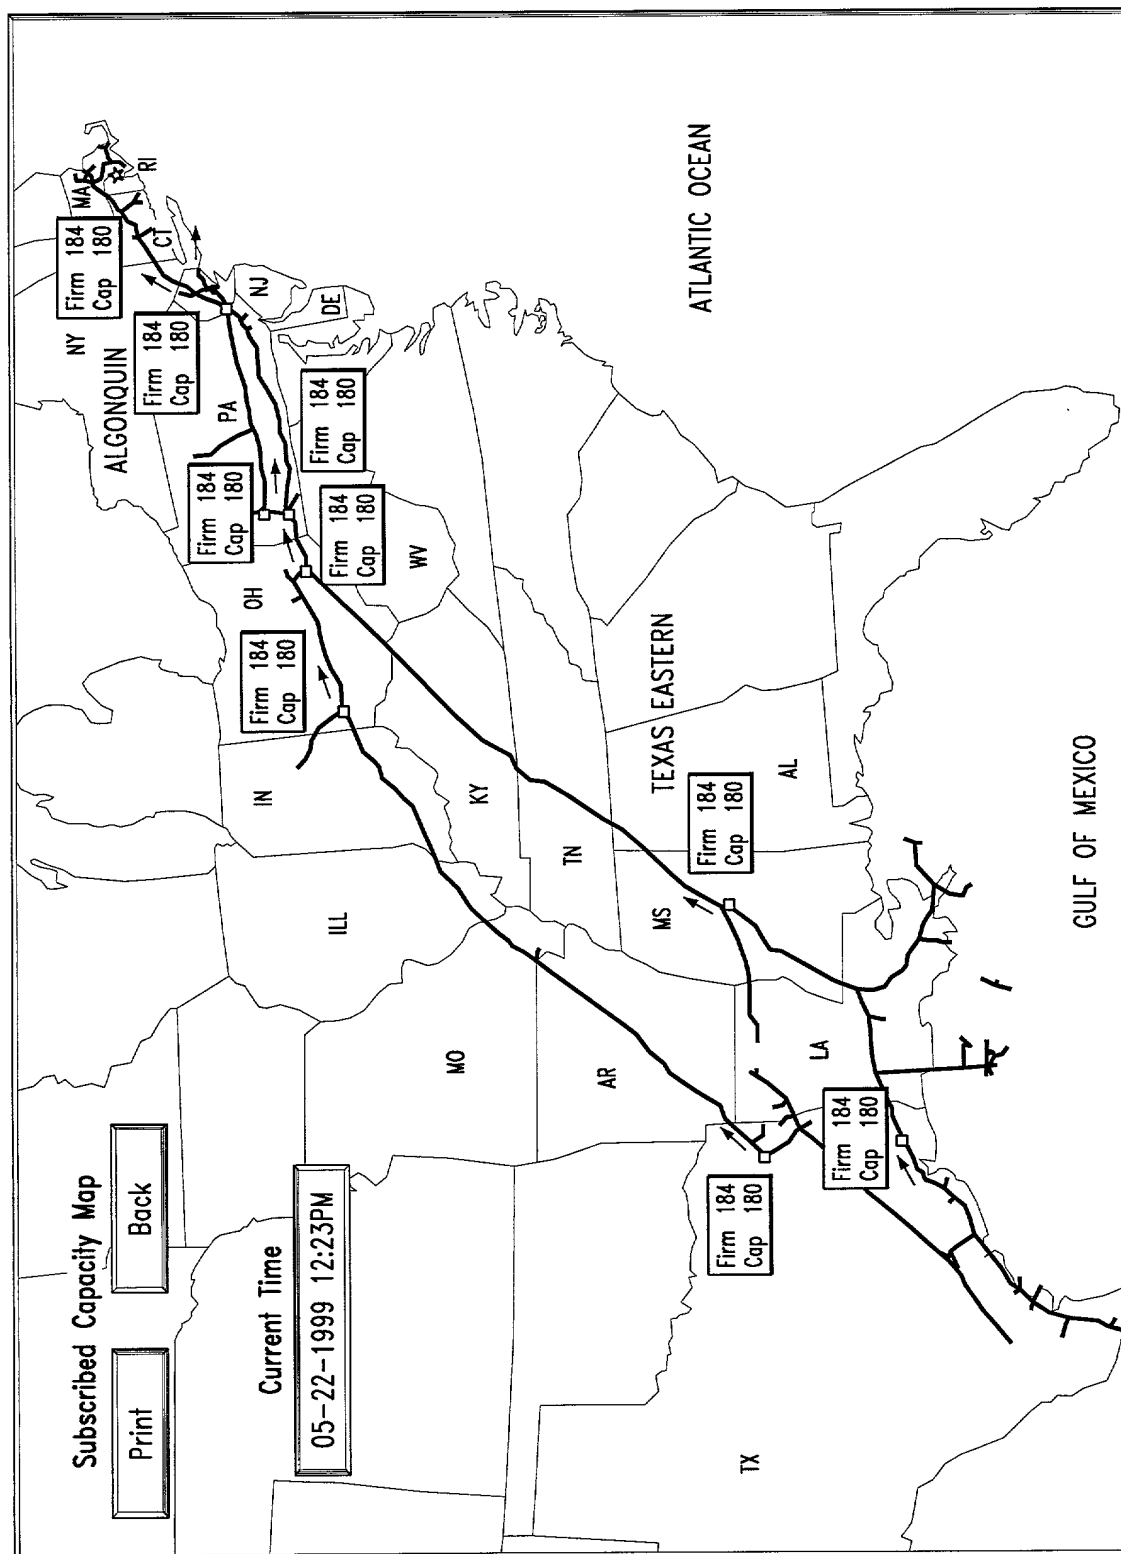 Subscribed Capacity Map
Print
Back
Current Time
05-22-1999 12:23PM
NY
ALGONQUIN
MA
RI
CT
NJ
DE
PA
OH
WV
IN
ILL
KY
TN
MO
AR
MS
AL
LA
TX
TEXAS EASTERN
ATLANTIC OCEAN
GULF OF MEXICO
Firm 184
Cap 180
Firm 184
Cap 180
Firm 184
Cap 180
Firm 184
Cap 180
Firm 184
Cap 180
Firm 184
Cap 180
Firm 184
Cap 180
Firm 184
Cap 180
Firm 184
Cap 180